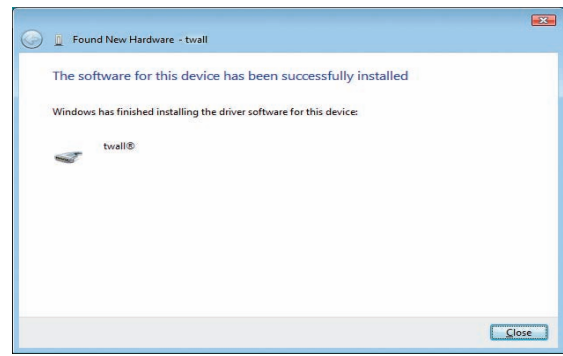 Found New Hardware - twall
The software for this device has been successfully installed
Windows has finished installing the driver software for this device:
twall®
Close